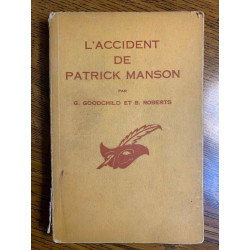 L'ACCIDENT
DE
PATRICK MANSON
PAR
G. GOODCHILD ET B. ROBERTS